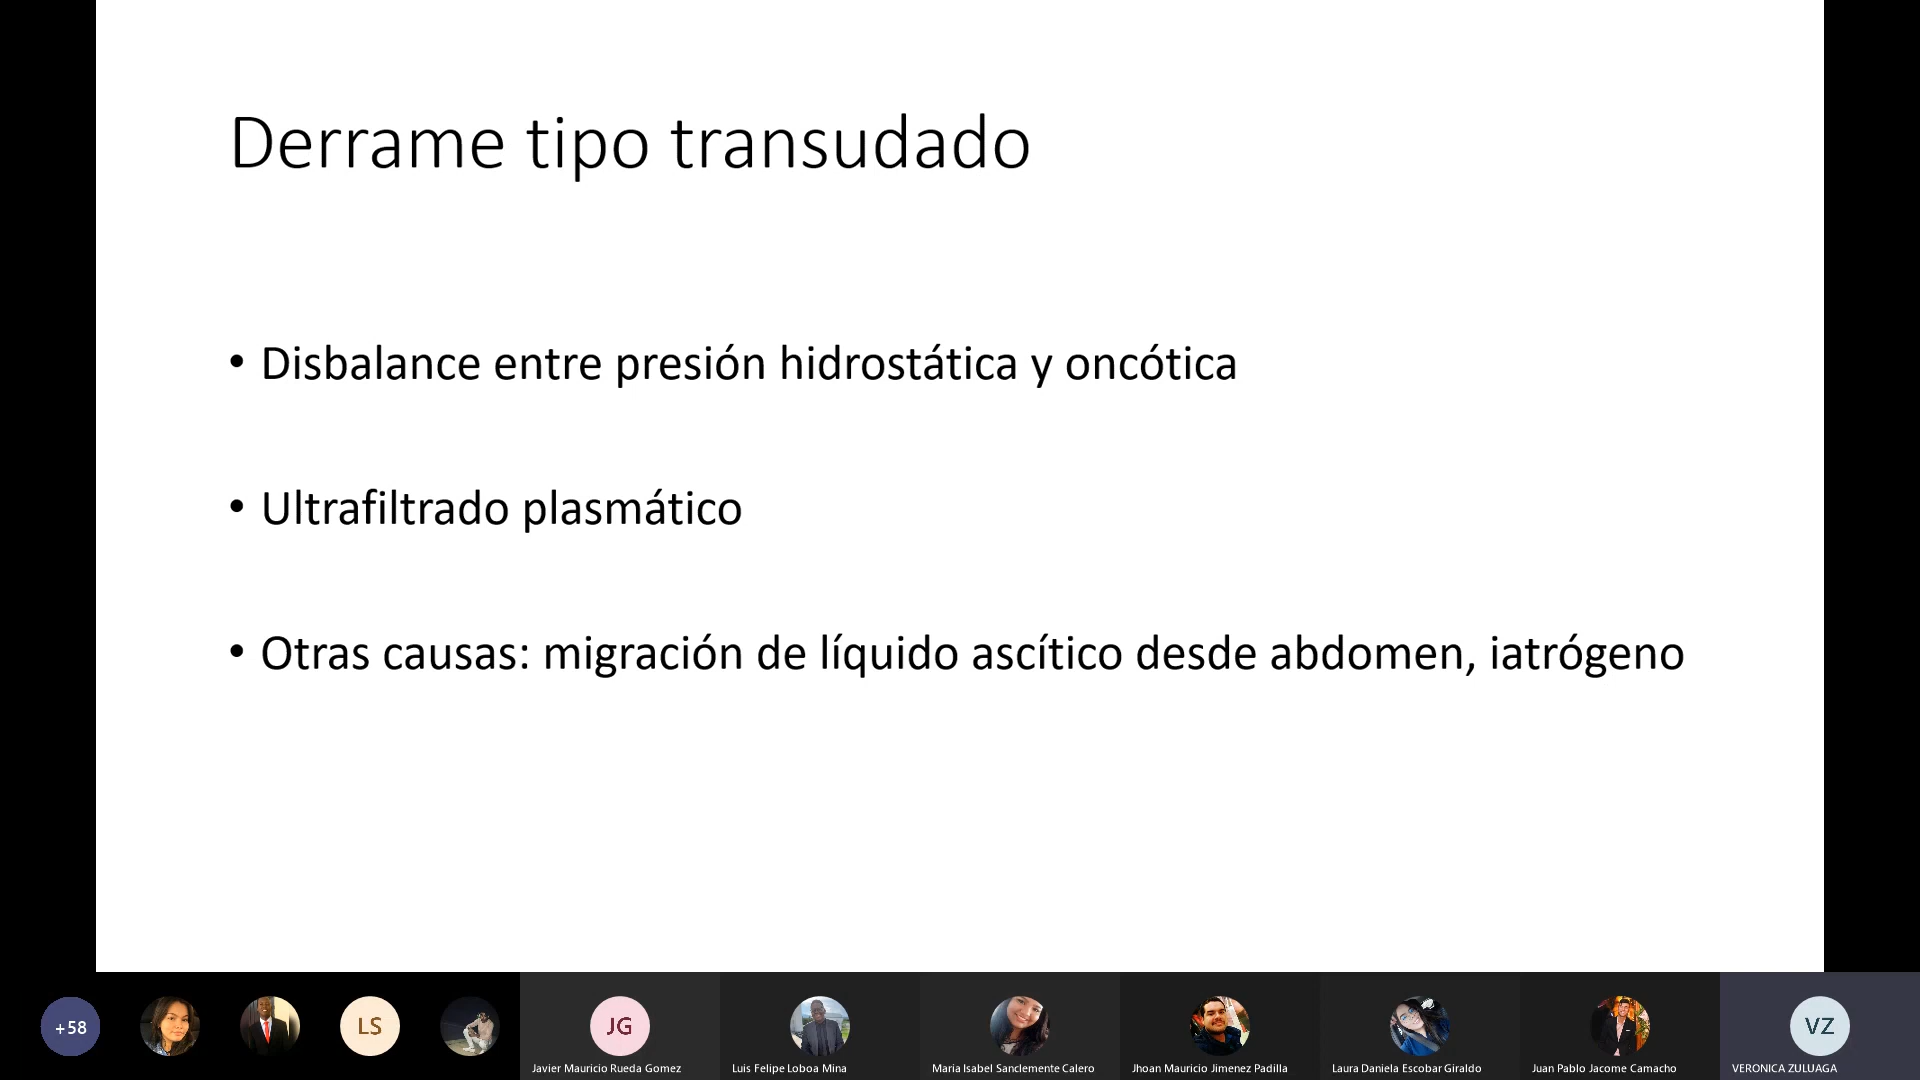 Derrame tipo transudado
• Disbalance entre presión hidrostática y oncótica
• Ultrafiltrado plasmático
• Otras causas: migración de líquido ascítico desde abdomen, iatrógeno
+58
LS
JG
VZ
Javier Mauricio Rueda Gomez
Luis Felipe Loboa Mina
Maria Isabel Sanclemente Calero
Jhoan Mauricio Jimenez Padilla
Laura Daniela Escobar Giraldo
Juan Pablo Jacome Camacho
VERONICA ZULUAGA